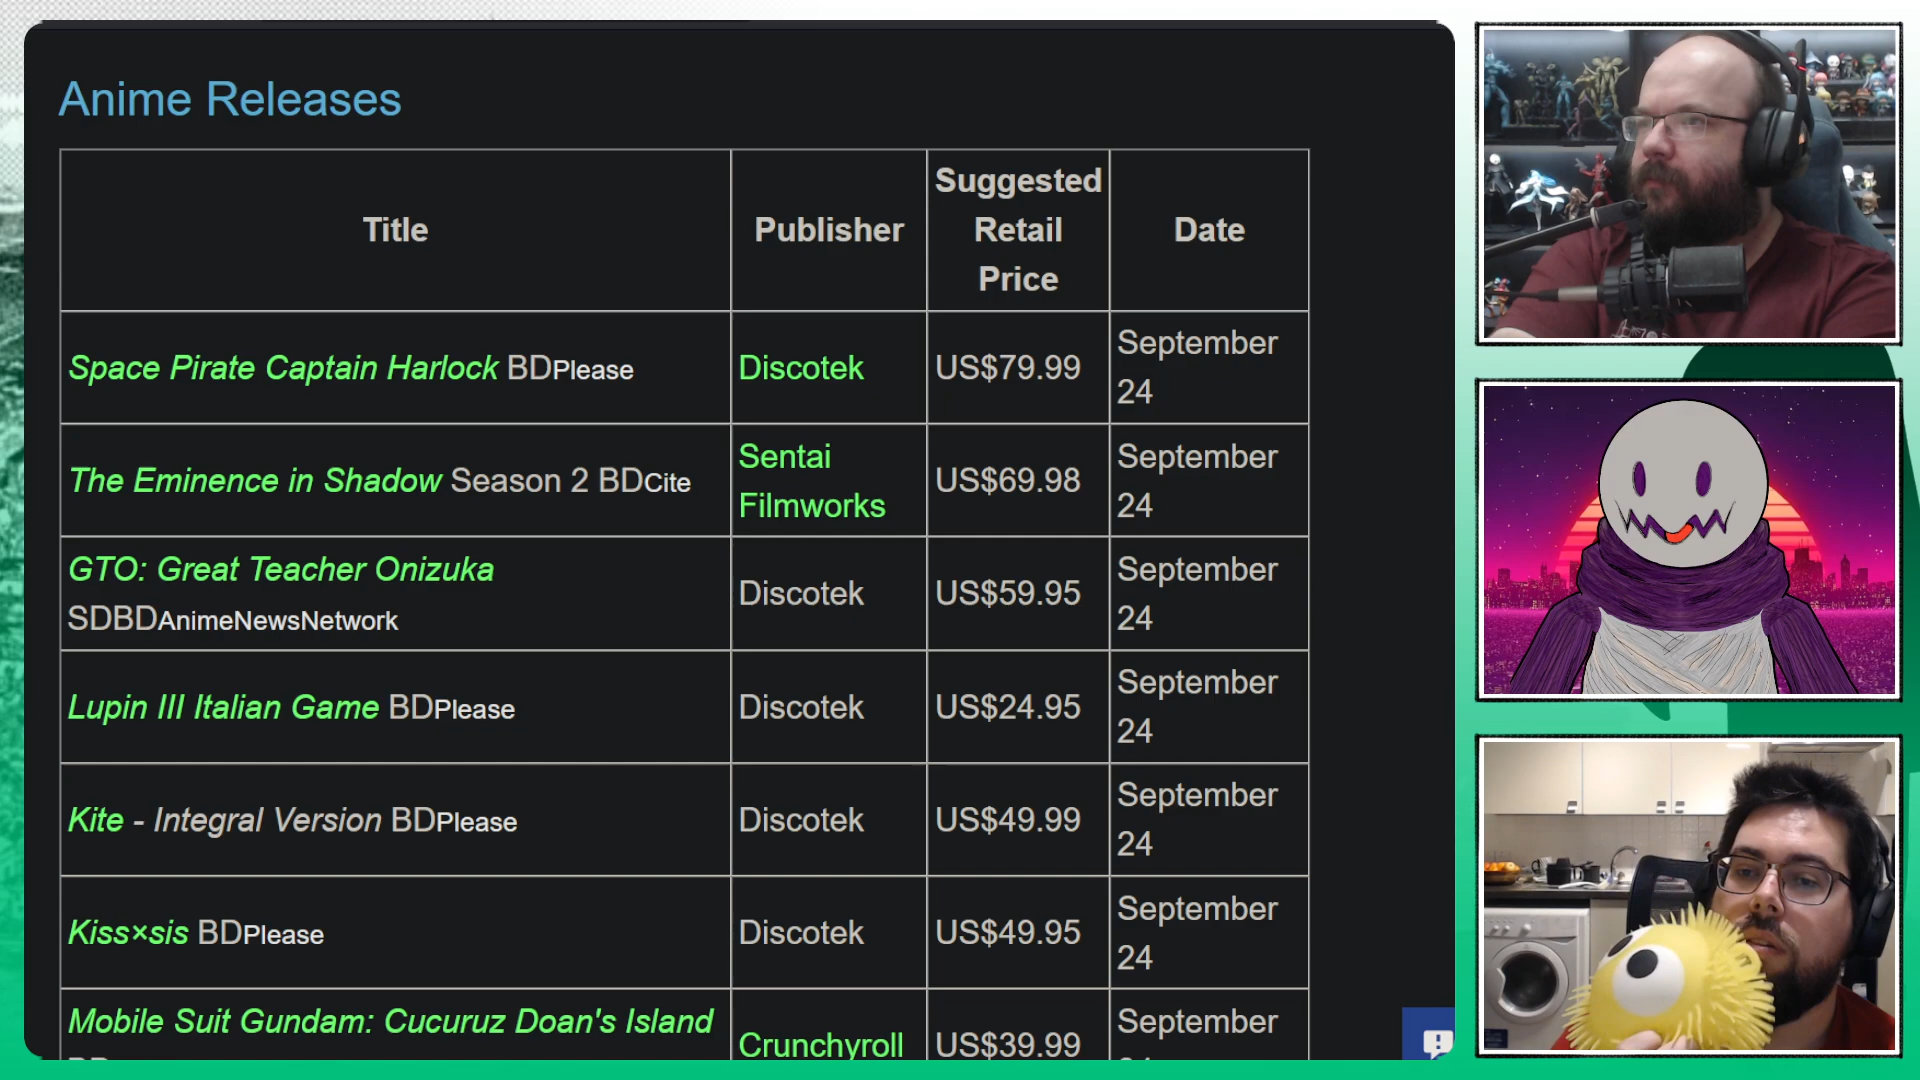 Anime Releases
Title
Publisher
Suggested
Retail
Price
Date
Space Pirate Captain Harlock BDPlease
Discotek
US$79.99
September
24
The Eminence in Shadow Season 2 BDCite
Sentai
Filmworks
US$69.98
September
24
GTO: Great Teacher Onizuka
SDBDAnimeNewsNetwork
Discotek
US$59.95
September
24
Lupin III Italian Game BDPlease
Discotek
US$24.95
September
24
Kite - Integral Version BDPlease
Discotek
US$49.99
September
24
Kiss×sis BDPlease
Discotek
US$49.95
September
24
Mobile Suit Gundam: Cucuruz Doan's Island
Crunchyroll
US$39.99
September